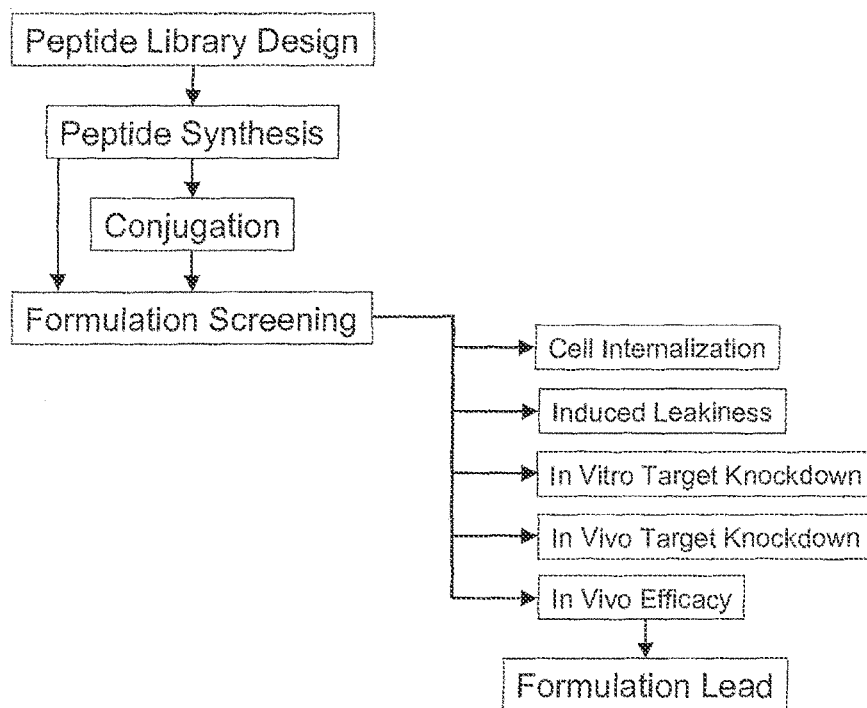 Peptide Library Design
Peptide Synthesis
Conjugation
Formulation Screening
Cell Internalization
Induced Leakiness
In Vitro Target Knockdown
In Vivo Target Knockdown
In Vivo Efficacy
Formulation Lead